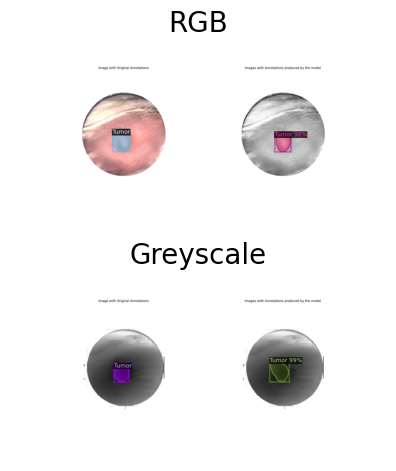 RGB
Image with Original Annotations
Images with Annotations produced by the model
Tumor
Tumor 98%
Greyscale
Image with Original Annotations
Images with Annotations produced by the model
Tumor
Tumor 99%